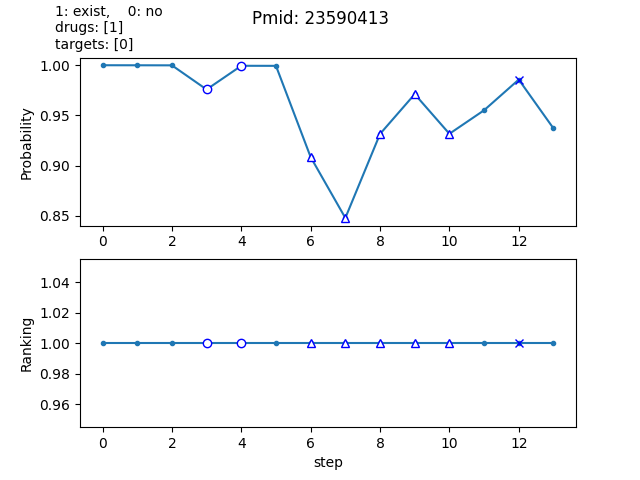 1: exist,    0: no
drugs: [1]
targets: [0]
Pmid: 23590413
Probability
1.00
0.95
0.90
0.85
0 2 4 6 8 10 12
Ranking
1.04
1.02
1.00
0.98
0.96
0 2 4 6 8 10 12
step